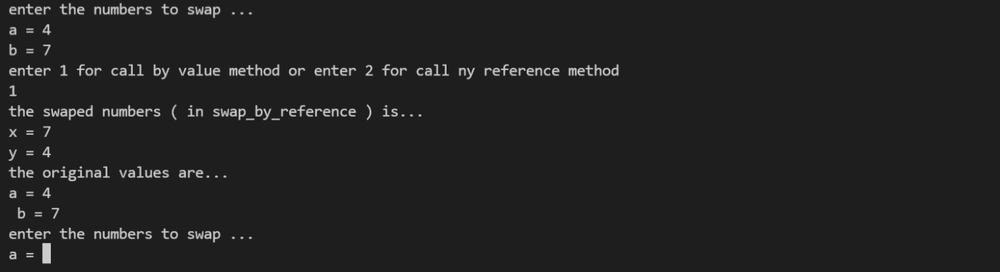 enter the numbers to swap ...
a = 4
b = 7
enter 1 for call by value method or enter 2 for call ny reference method
1
the swaped numbers ( in swap_by_reference ) is...
x = 7
y = 4
the original values are...
a = 4
 b = 7
enter the numbers to swap ...
a =